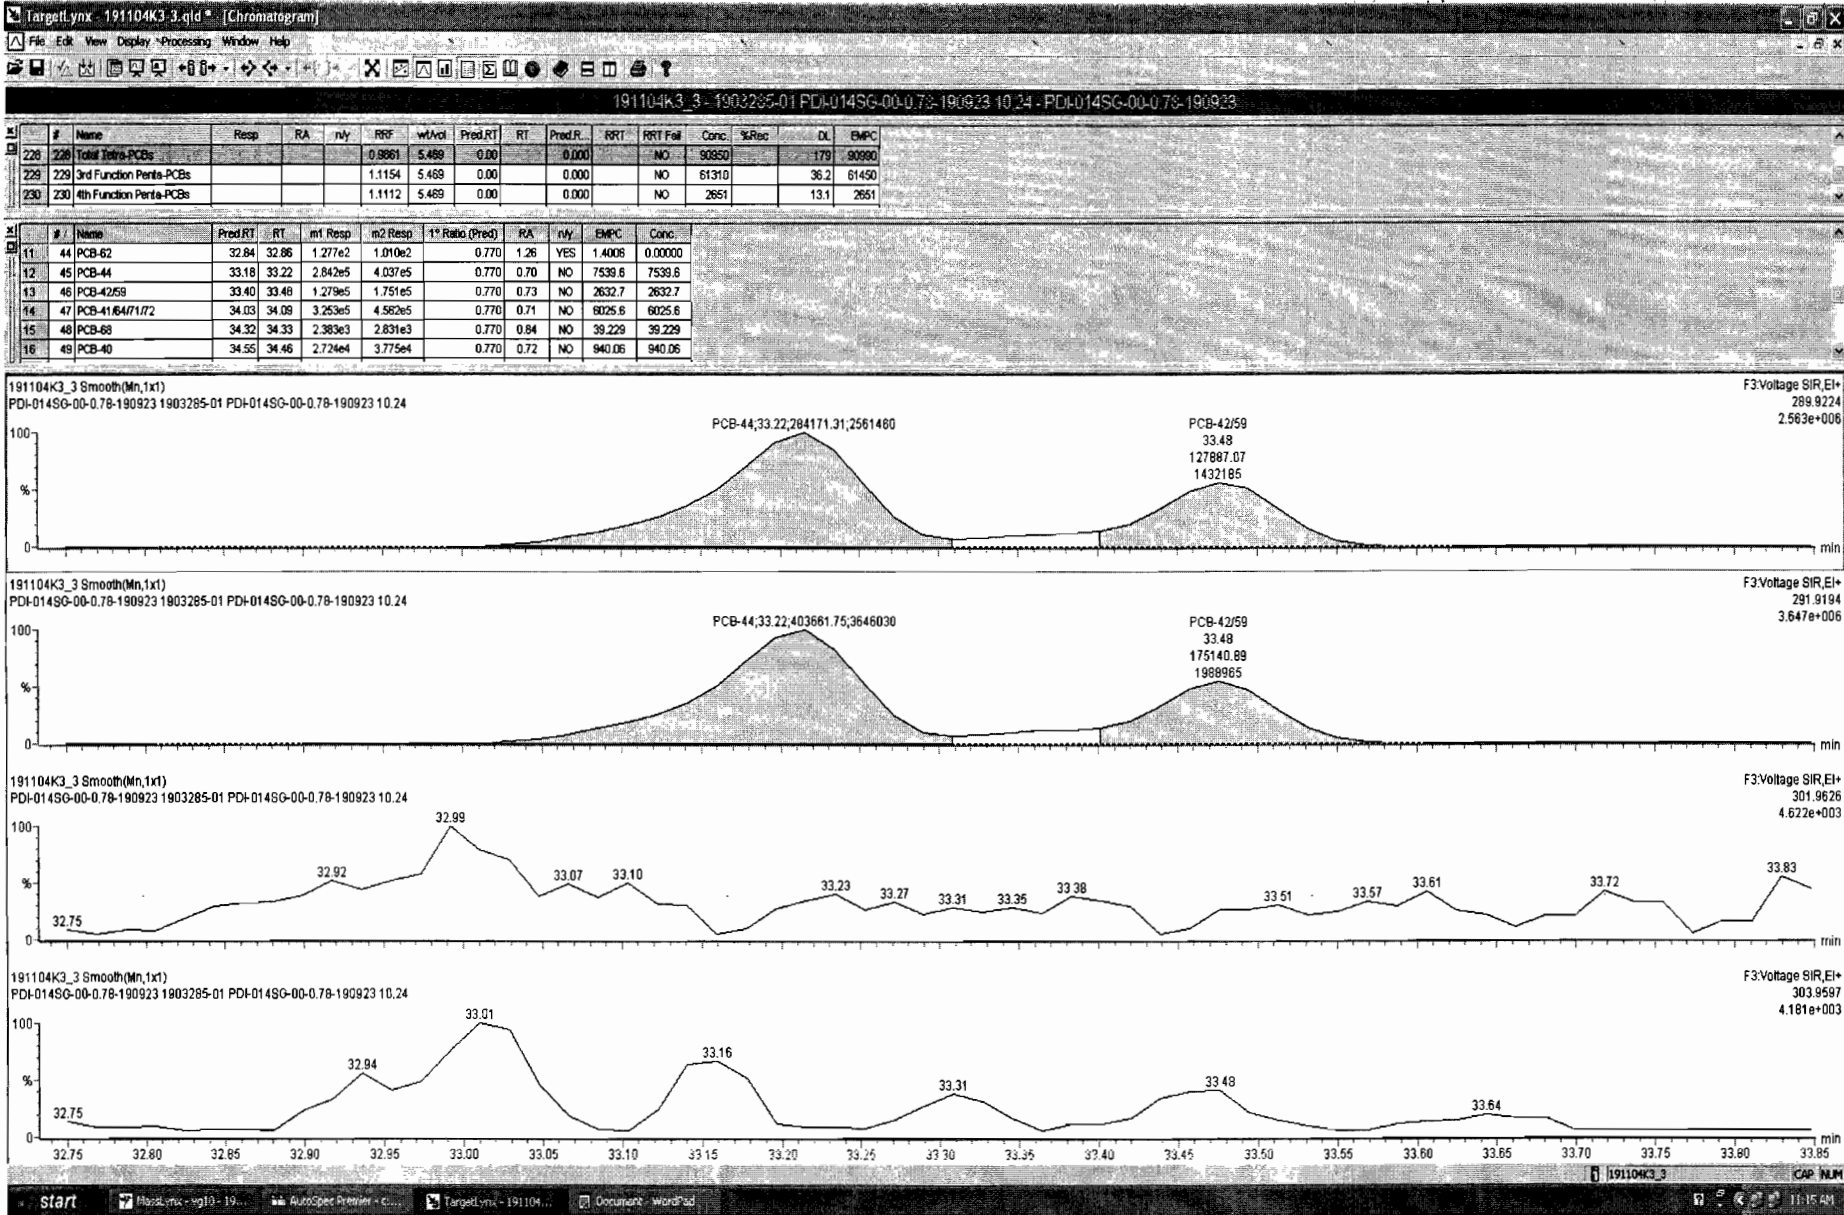 TargetLynx - 191104K3-3.qld * - [Chromatogram]
File Edit View Display Processing Window Help
191104K3_3 - 1903285-01 PDI-014SG-00-0.78-190923 10.24 - PDI-014SG-00-0.78-190923
# Name Resp RA n/y RRF wt/vol Pred.RT RT Pred.R... RRT RRT Fail Conc. %Rec DL EMPC
228 228 Total Tetra-PCBs 0.9861 5.469 0.00 0.000 NO 90950 179 90990
229 229 3rd Function Penta-PCBs 1.1154 5.469 0.00 0.000 NO 61310 36.2 61450
230 230 4th Function Penta-PCBs 1.1112 5.469 0.00 0.000 NO 2651 13.1 2651
# / Name Pred.RT RT m1 Resp m2 Resp 1° Ratio (Pred) RA n/y EMPC Conc.
11 44 PCB-62 32.84 32.86 1.277e2 1.010e2 0.770 1.26 YES 1.4006 0.00000
12 45 PCB-44 33.18 33.22 2.842e5 4.037e5 0.770 0.70 NO 7539.6 7539.6
13 46 PCB-42/59 33.40 33.48 1.279e5 1.751e5 0.770 0.73 NO 2632.7 2632.7
14 47 PCB-41/64/71/72 34.03 34.09 3.253e5 4.562e5 0.770 0.71 NO 6025.6 6025.6
15 48 PCB-68 34.32 34.33 2.383e3 2.831e3 0.770 0.84 NO 39.229 39.229
16 49 PCB-40 34.55 34.46 2.724e4 3.775e4 0.770 0.72 NO 940.06 940.06
191104K3_3 Smooth(Mn,1x1) F3:Voltage SIR,EI+
PDI-014SG-00-0.78-190923 1903285-01 PDI-014SG-00-0.78-190923 10.24 289.9224
2.563e+006
PCB-44;33.22;284171.31;2561460 PCB-42/59
33.48
127887.07
1432185
100
%
0
min
191104K3_3 Smooth(Mn,1x1) F3:Voltage SIR,EI+
PDI-014SG-00-0.78-190923 1903285-01 PDI-014SG-00-0.78-190923 10.24 291.9194
3.647e+006
PCB-44;33.22;403661.75;3646030 PCB-42/59
33.48
175140.89
1988965
100
%
0
min
191104K3_3 Smooth(Mn,1x1) F3:Voltage SIR,EI+
PDI-014SG-00-0.78-190923 1903285-01 PDI-014SG-00-0.78-190923 10.24 301.9626
4.622e+003
100
%
0
32.75 32.92 32.99 33.07 33.10 33.23 33.27 33.31 33.35 33.38 33.51 33.57 33.61 33.72 33.83
min
191104K3_3 Smooth(Mn,1x1) F3:Voltage SIR,EI+
PDI-014SG-00-0.78-190923 1903285-01 PDI-014SG-00-0.78-190923 10.24 303.9597
4.181e+003
100
%
0
32.75 32.94 33.01 33.16 33.31 33.48 33.64
min
32.75 32.80 32.85 32.90 32.95 33.00 33.05 33.10 33.15 33.20 33.25 33.30 33.35 33.40 33.45 33.50 33.55 33.60 33.65 33.70 33.75 33.80 33.85
191104K3_3 CAP NUM
start MassLynx - vg10 - 19... AutoSpec Premier - c:... TargetLynx - 191104... Document - WordPad 11:15 AM